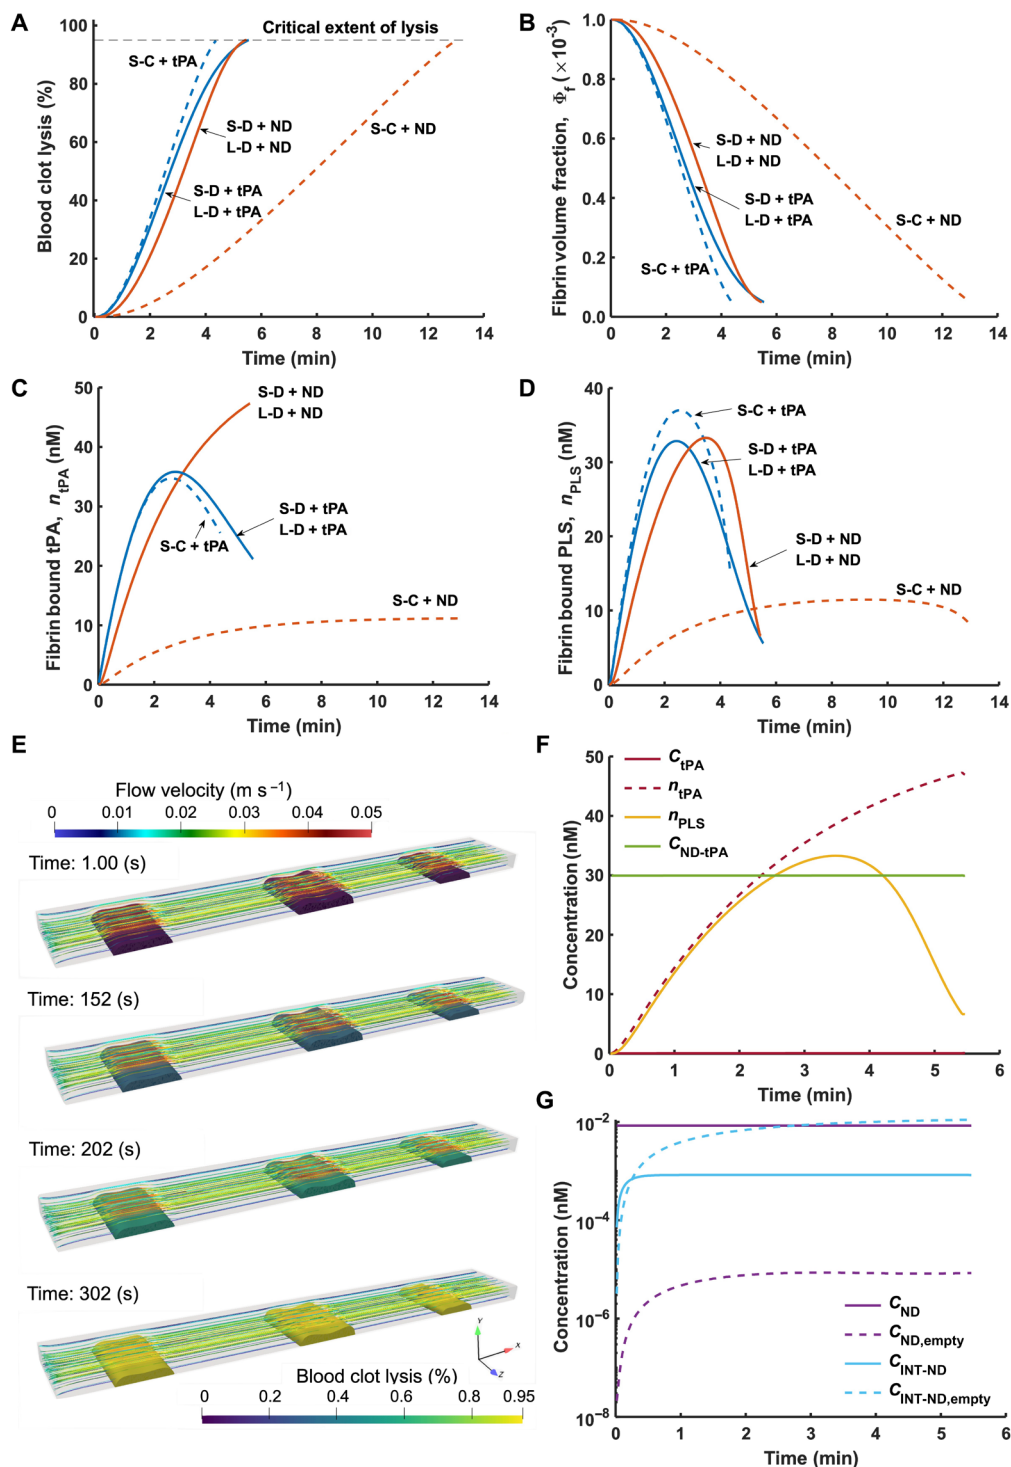 A
Critical extent of lysis
100
80
60
40
20
0
Blood clot lysis (%)
S-C + tPA
S-D + ND
L-D + ND
S-C + ND
S-D + tPA
L-D + tPA
0 2 4 6 8 10 12 14
Time (min)
B
1.0
0.8
0.6
0.4
0.2
0.0
Fibrin volume fraction, Φf (×10⁻³)
S-D + ND
L-D + ND
S-D + tPA
L-D + tPA
S-C + ND
S-C + tPA
0 2 4 6 8 10 12 14
Time (min)
C
50
40
30
20
10
0
Fibrin bound tPA, ntPA (nM)
S-D + ND
L-D + ND
S-D + tPA
L-D + tPA
S-C + tPA
S-C + ND
0 2 4 6 8 10 12 14
Time (min)
D
40
30
20
10
0
Fibrin bound PLS, nPLS (nM)
S-C + tPA
S-D + tPA
L-D + tPA
S-D + ND
L-D + ND
S-C + ND
0 2 4 6 8 10 12 14
Time (min)
E
Flow velocity (m s⁻¹)
0 0.01 0.02 0.03 0.04 0.05
Time: 1.00 (s)
Time: 152 (s)
Time: 202 (s)
Time: 302 (s)
Y
X
Z
Blood clot lysis (%)
0 0.2 0.4 0.6 0.8 0.95
F
50
40
30
20
10
0
Concentration (nM)
CtPA
ntPA
nPLS
CND-tPA
0 1 2 3 4 5 6
Time (min)
G
10⁻²
10⁻⁴
10⁻⁶
10⁻⁸
Concentration (nM)
CND
CND,empty
CINT-ND
CINT-ND,empty
0 1 2 3 4 5 6
Time (min)